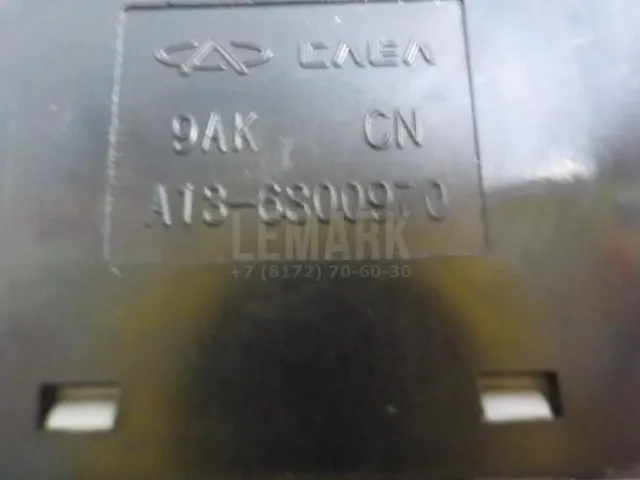 CAEA
9AK CN
A13-6800970
LEMARK
+7 (8172) 70-60-30